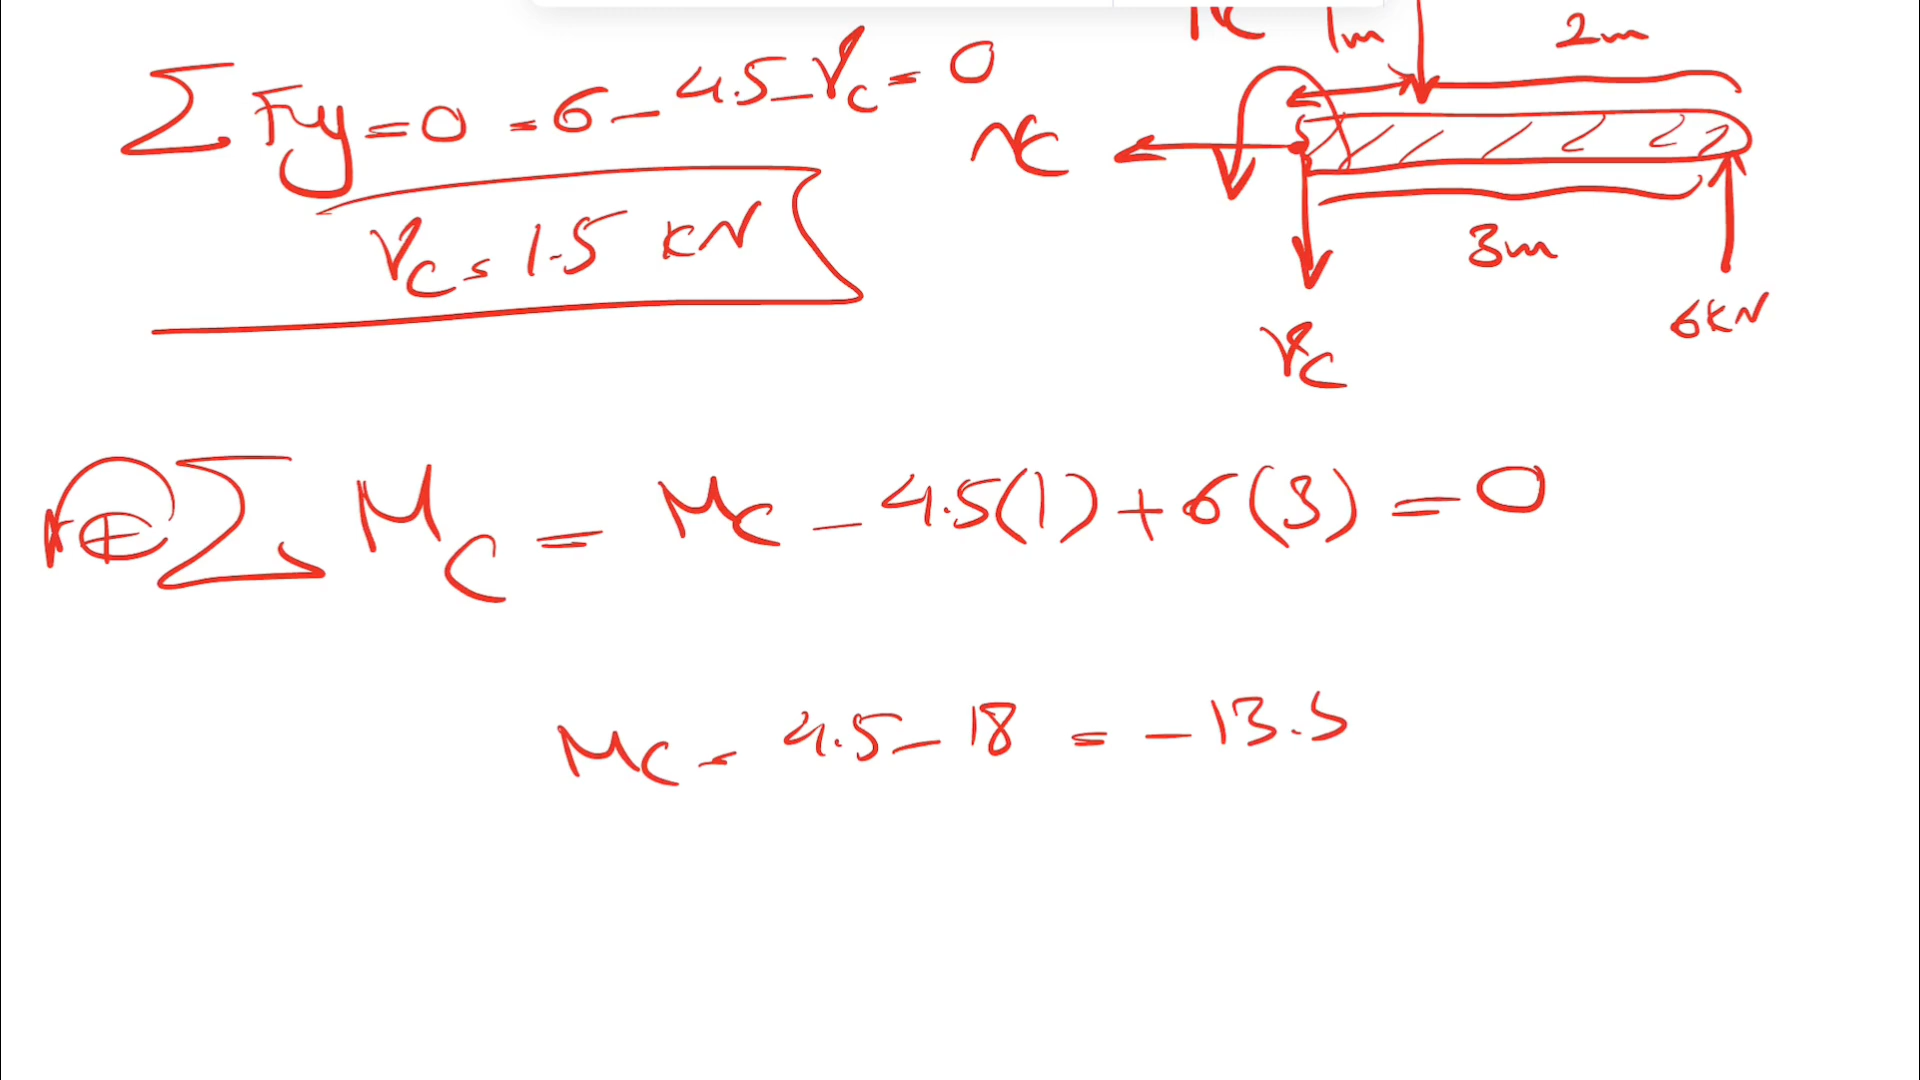 1m
2m
ΣFy = 0 = 6 - 4.5 - Vc = 0
Nc
Vc = 1.5 kN
3m
6kN
Vc
+ΣMc = Mc - 4.5(1) + 6(3) = 0
Mc = 4.5 - 18 = -13.5